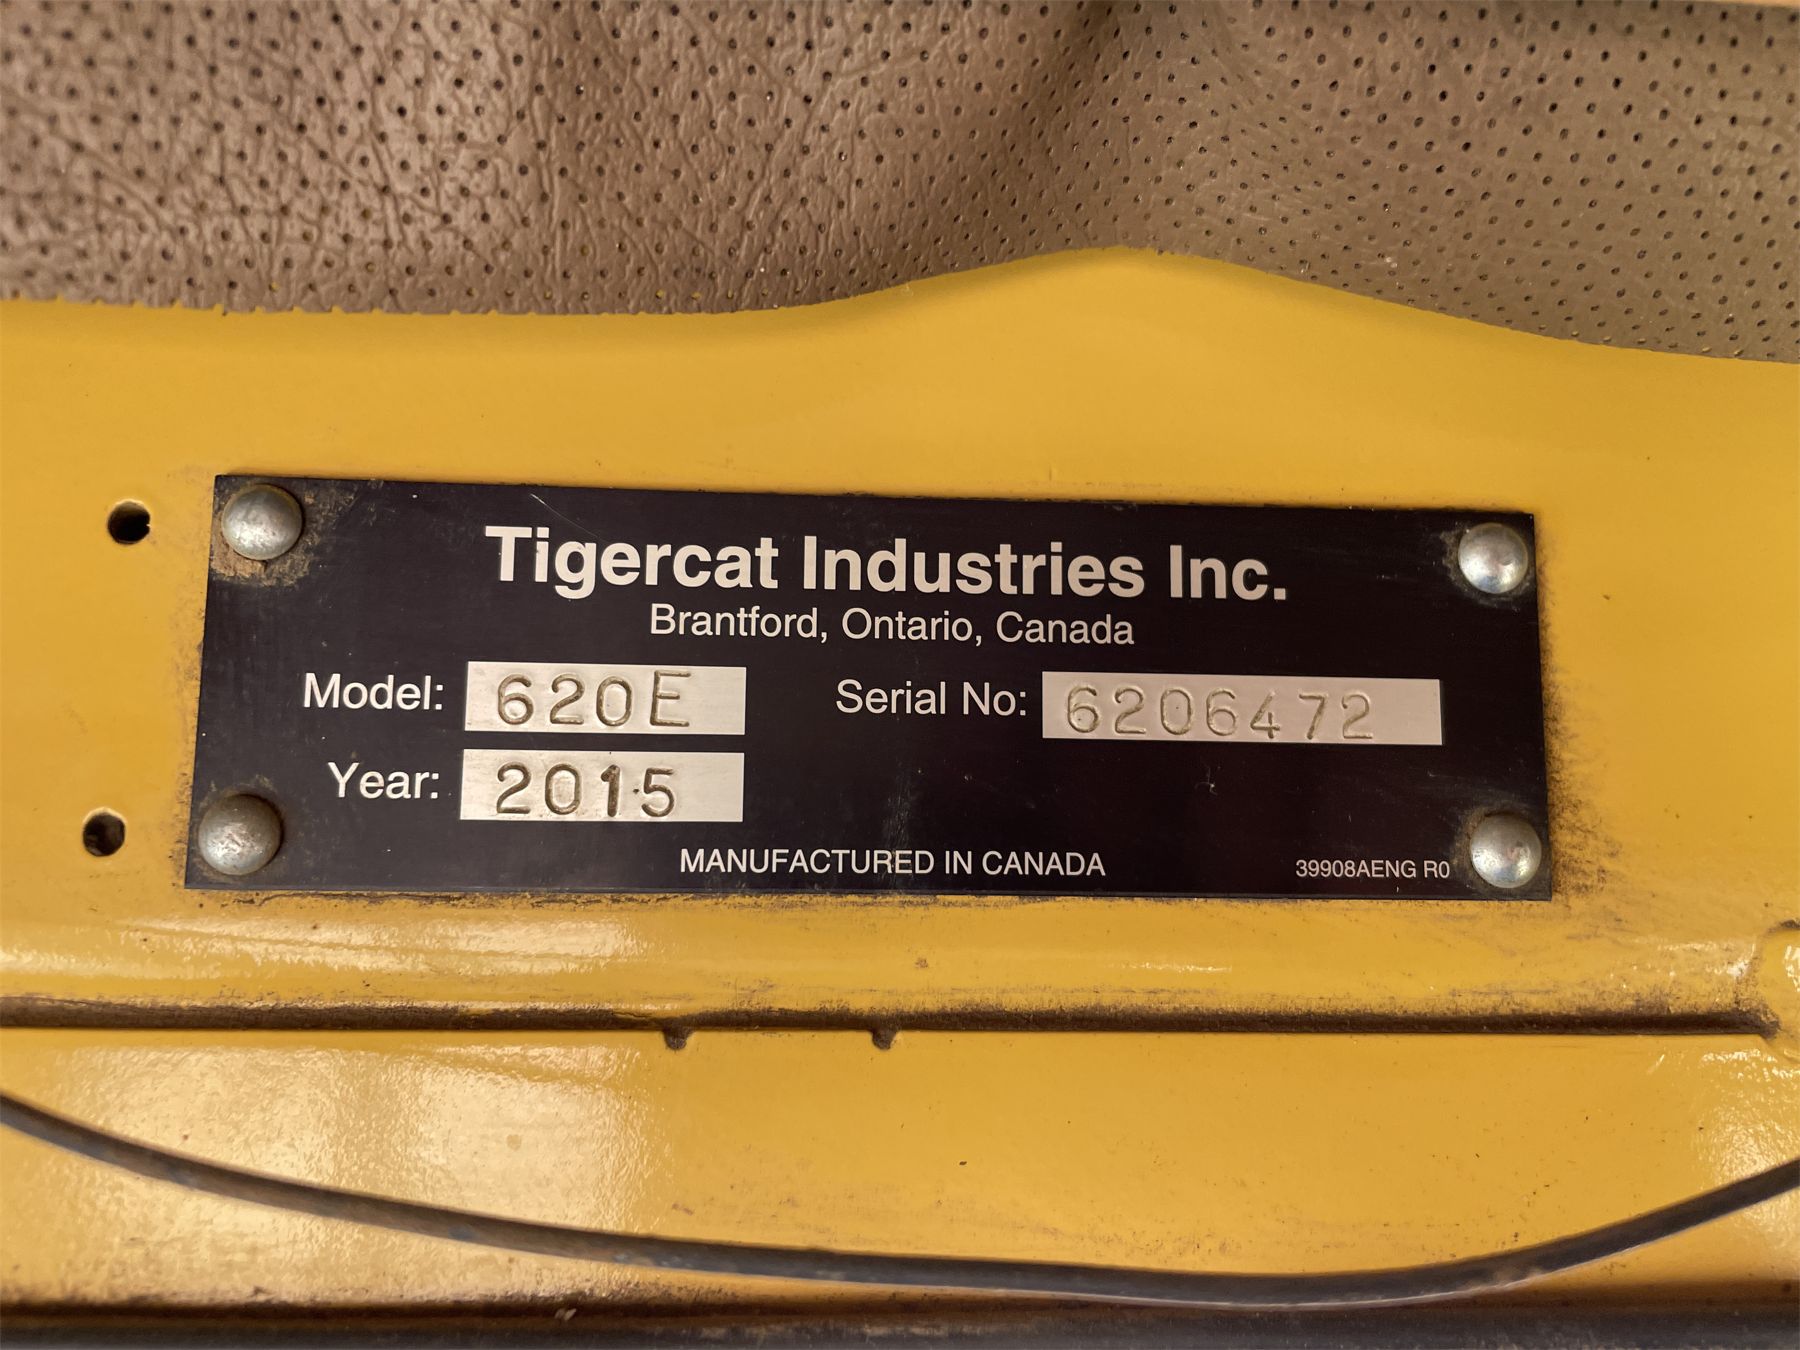 Tigercat Industries Inc.
Brantford, Ontario, Canada
Model: 620E Serial No: 6206472
Year: 2015
MANUFACTURED IN CANADA 39908AENG R0